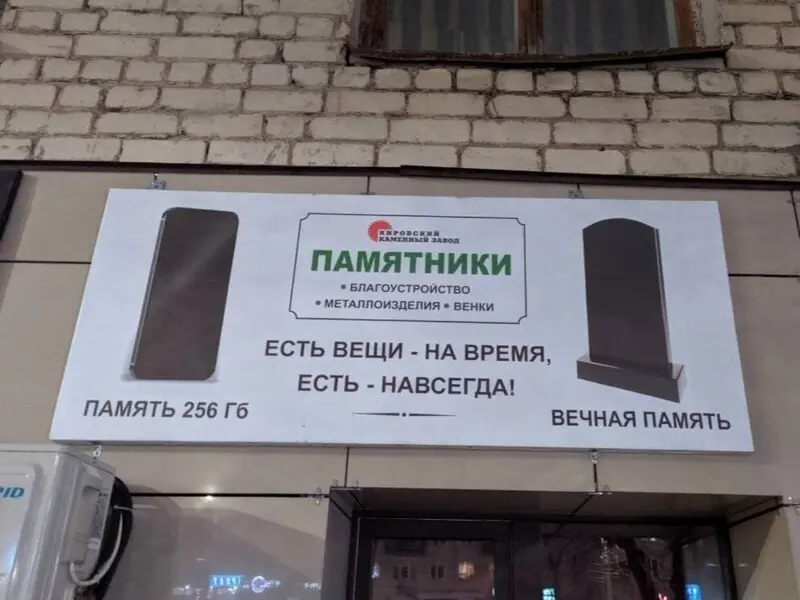 КИРОВСКИЙ
КАМЕННЫЙ ЗАВОД
ПАМЯТНИКИ
• БЛАГОУСТРОЙСТВО
• МЕТАЛЛОИЗДЕЛИЯ • ВЕНКИ
ЕСТЬ ВЕЩИ - НА ВРЕМЯ,
ЕСТЬ - НАВСЕГДА!
ПАМЯТЬ 256 Гб
ВЕЧНАЯ ПАМЯТЬ